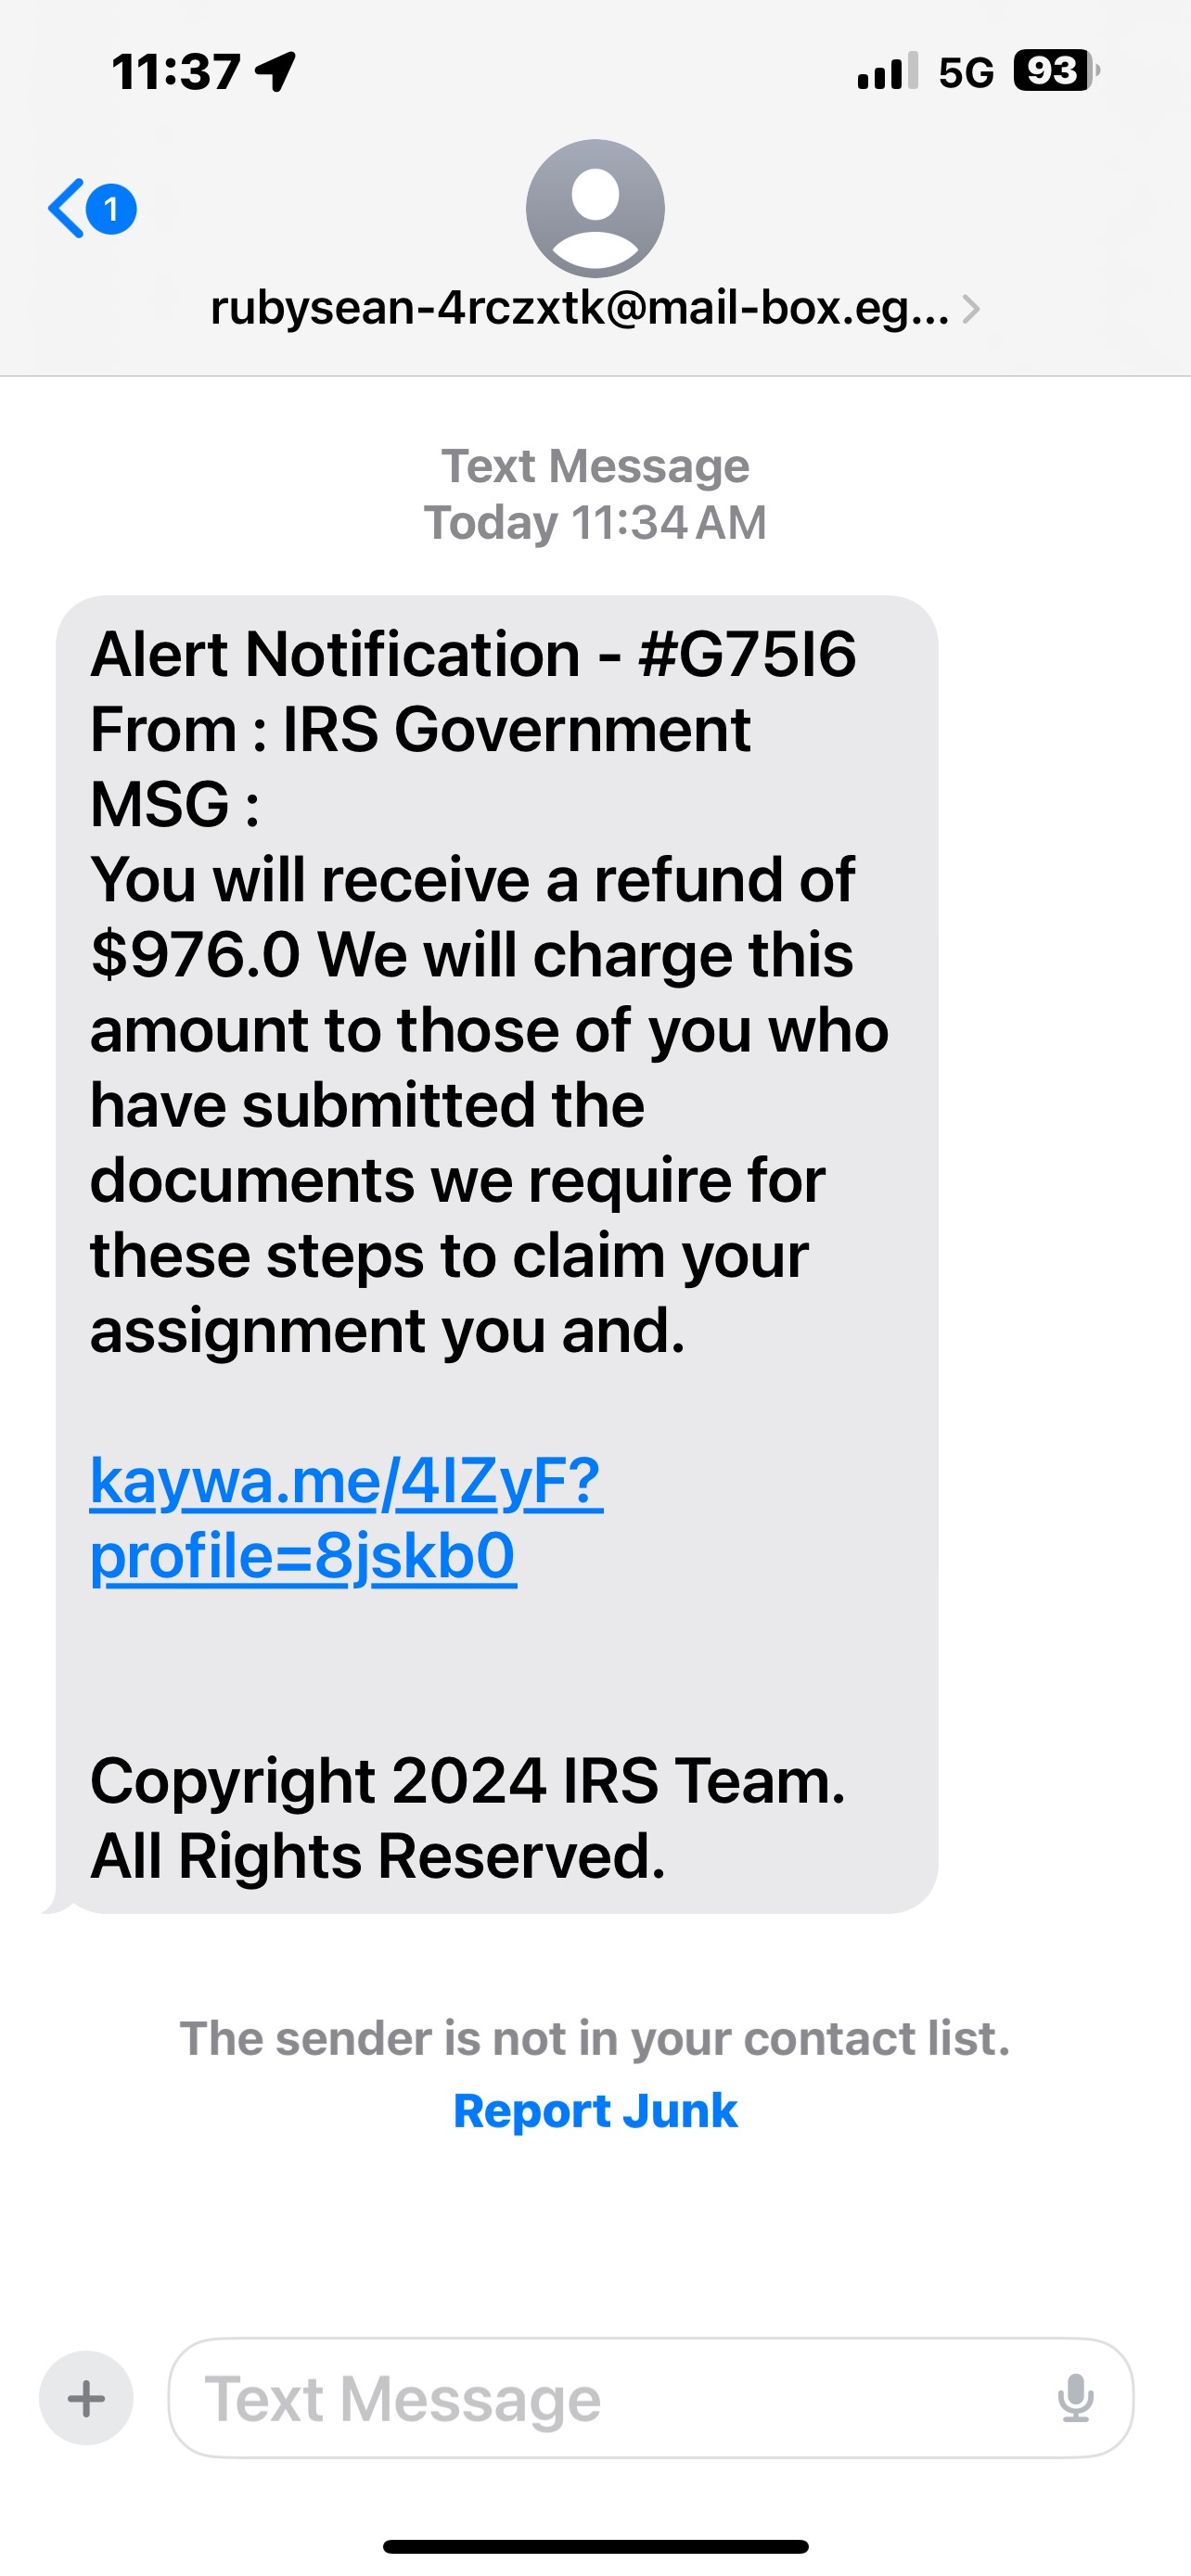 11:37
5G 93
1
rubysean-4rczxtk@mail-box.eg...
Text Message
Today 11:34 AM
Alert Notification - #G75I6
From : IRS Government
MSG :
You will receive a refund of
$976.0 We will charge this
amount to those of you who
have submitted the
documents we require for
these steps to claim your
assignment you and.
kaywa.me/4IZyF?
profile=8jskb0
Copyright 2024 IRS Team.
All Rights Reserved.
The sender is not in your contact list.
Report Junk
Text Message